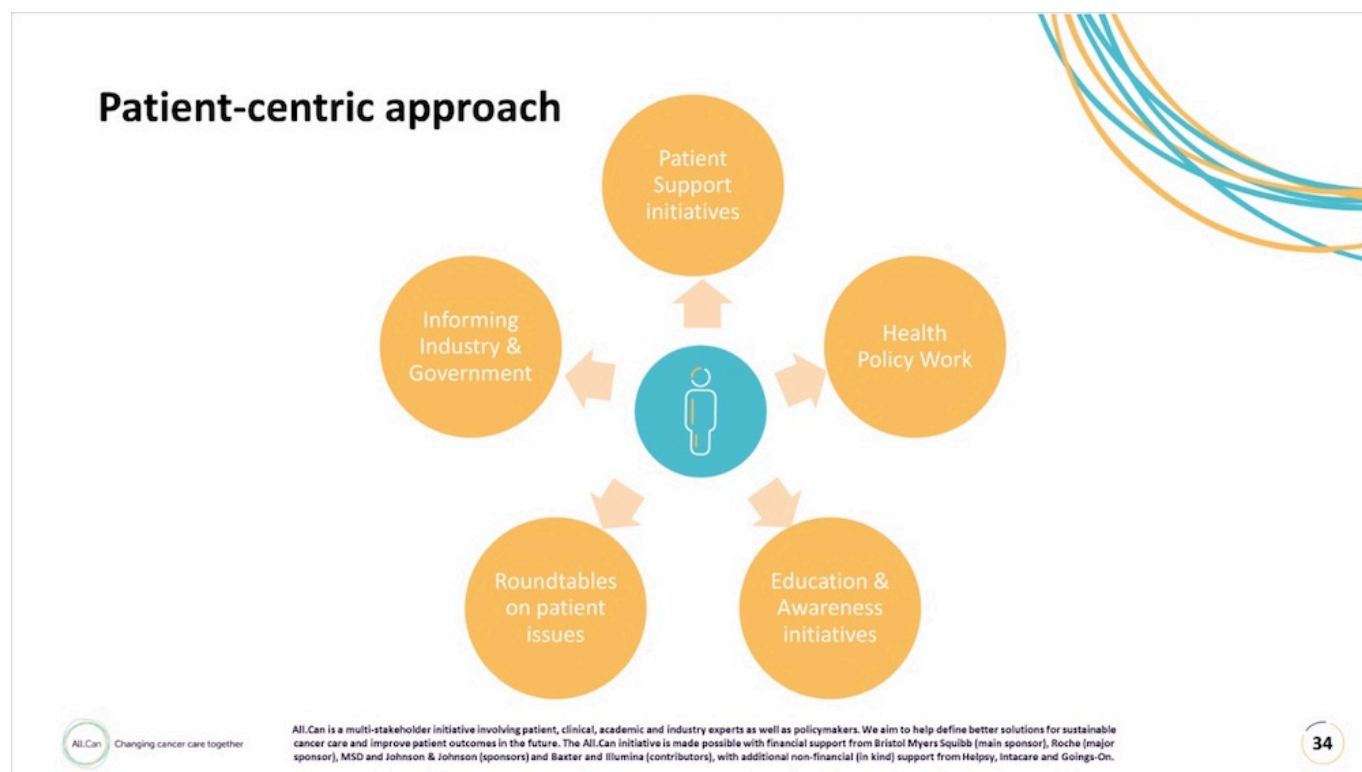 Patient-centric approach
Patient
Support
initiatives
Informing
Industry &
Government
Health
Policy Work
Roundtables
on patient
issues
Education &
Awareness
initiatives
All.Can
Changing cancer care together
All.Can is a multi-stakeholder initiative involving patient, clinical, academic and industry experts as well as policymakers. We aim to help define better solutions for sustainable
cancer care and improve patient outcomes in the future. The All.Can initiative is made possible with financial support from Bristol Myers Squibb (main sponsor), Roche (major
sponsor), MSD and Johnson & Johnson (sponsors) and Baxter and Illumina (contributors), with additional non-financial (in kind) support from Helpsy, Intacare and Goings-On.
34